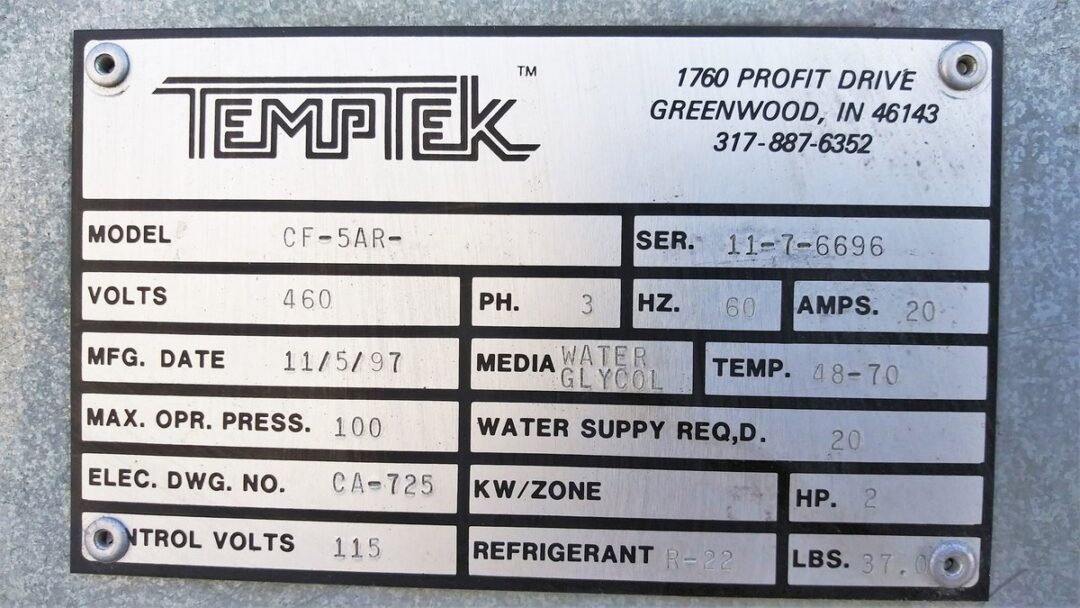 TEMPTEK™
1760 PROFIT DRIVE
GREENWOOD, IN 46143
317-887-6352
MODEL CF-5AR- SER. 11-7-6696
VOLTS 460 PH. 3 HZ. 60 AMPS. 20
MFG. DATE 11/5/97 MEDIA WATER
GLYCOL TEMP. 48-70
MAX. OPR. PRESS. 100 WATER SUPPY REQ,D. 20
ELEC. DWG. NO. CA-725 KW/ZONE HP. 2
NTROL VOLTS 115 REFRIGERANT R-22 LBS. 37.0